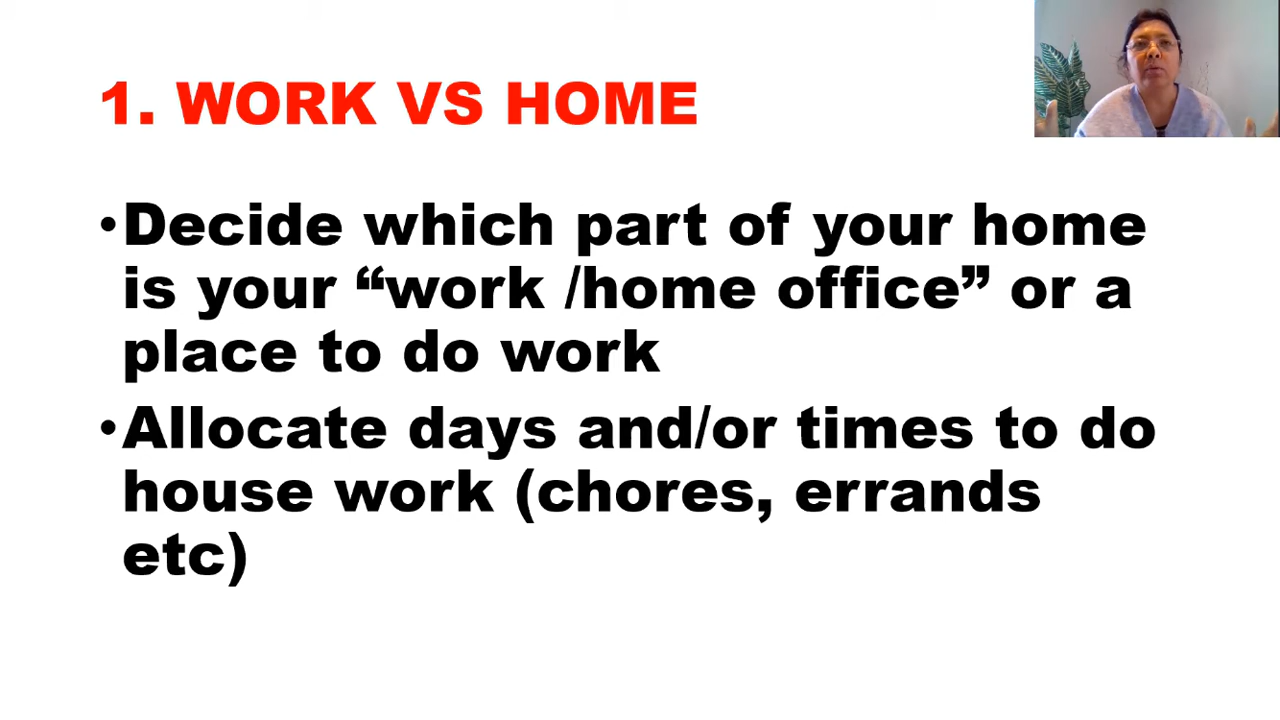 1. WORK VS HOME
•Decide which part of your home
is your “work /home office” or a
place to do work
•Allocate days and/or times to do
house work (chores, errands
etc)